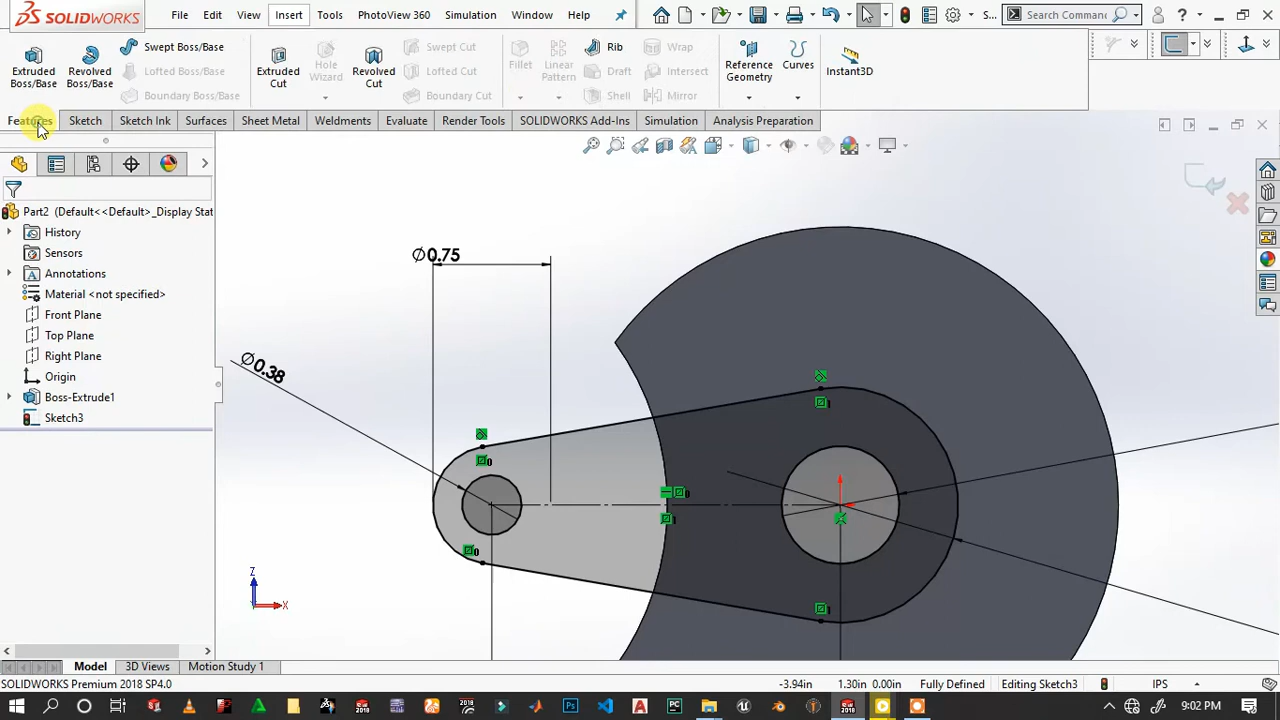 SOLIDWORKS File Edit View Insert Tools PhotoView 360 Simulation Window Help S... Search Commands ?
Extruded Boss/Base
Revolved Boss/Base
Swept Boss/Base
Lofted Boss/Base
Boundary Boss/Base
Extruded Cut
Hole Wizard
Revolved Cut
Swept Cut
Lofted Cut
Boundary Cut
Fillet
Linear Pattern
Rib
Draft
Shell
Wrap
Intersect
Mirror
Reference Geometry
Curves
Instant3D
Features Sketch Sketch Ink Surfaces Sheet Metal Weldments Evaluate Render Tools SOLIDWORKS Add-Ins Simulation Analysis Preparation
Part2 (Default<<Default>_Display Stat
History
Sensors
Annotations
Material <not specified>
Front Plane
Top Plane
Right Plane
Origin
Boss-Extrude1
Sketch3
∅0.75
∅0.38
Z
X
Model 3D Views Motion Study 1
SOLIDWORKS Premium 2018 SP4.0 -3.94in 1.30in 0.00in Fully Defined Editing Sketch3 IPS
9:02 PM